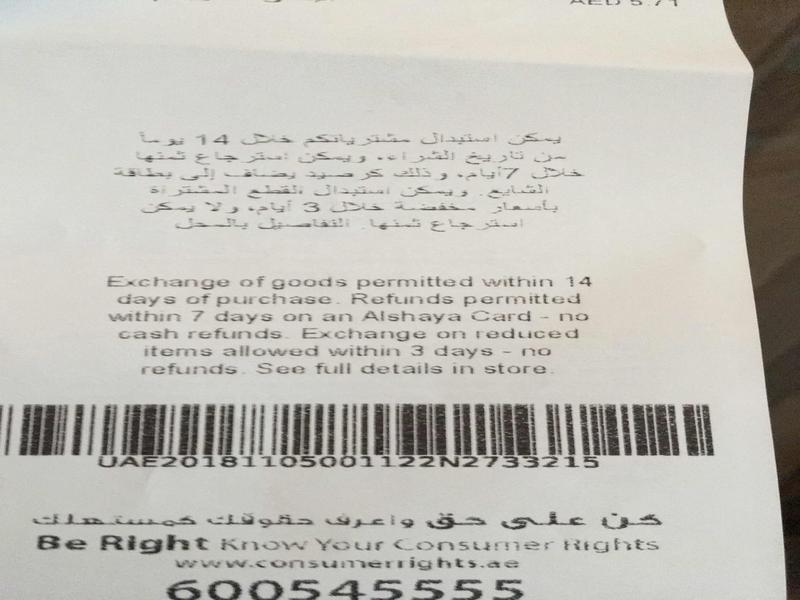 AED 5.71
يمكن استبدال مشترياتكم خلال 14 يوماً
من تاريخ الشراء، ويمكن استرجاع ثمنها
خلال 7أيام، وذلك كرصيد يضاف إلى بطاقة
الشايع. ويمكن استبدال القطع المشتراة
بأسعار مخفضة خلال 3 أيام، ولا يمكن
استرجاع ثمنها. التفاصيل بالمحل
Exchange of goods permitted within 14
days of purchase. Refunds permitted
within 7 days on an Alshaya Card - no
cash refunds. Exchange on reduced
items allowed within 3 days - no
refunds. See full details in store.
UAE20181105001122N2733215
كن على حق واعرف حقوقك كمستهلك
Be Right Know Your Consumer Rights
www.consumerrights.ae
600545555